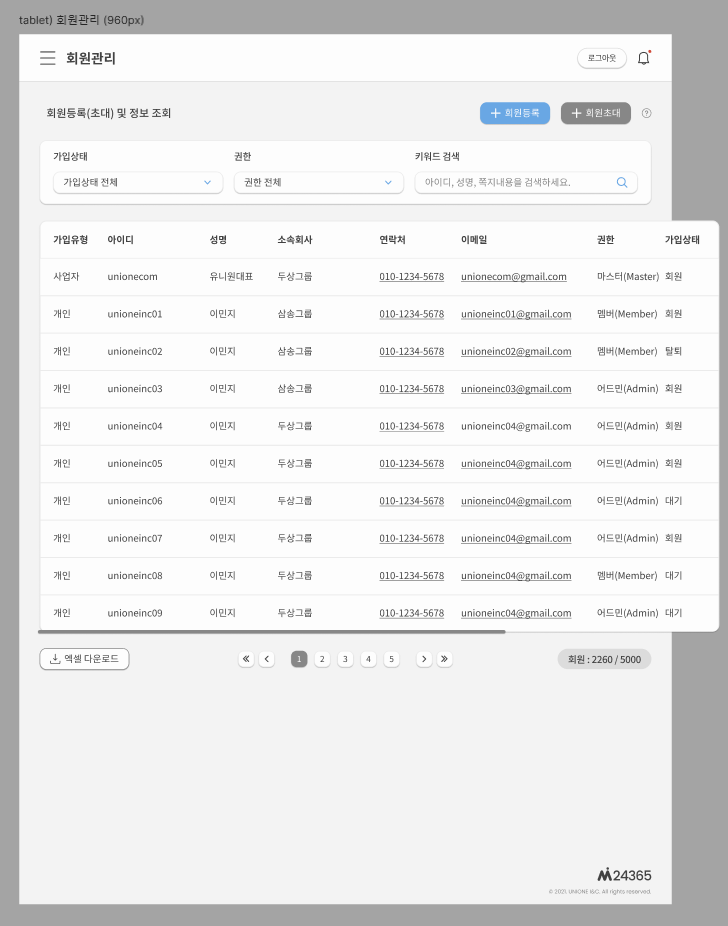 tablet) 회원관리 (960px)
회원관리
로그아웃
회원등록(초대) 및 정보 조회
회원등록
회원초대
?
가입상태 권한 키워드 검색
가입상태 전체 권한 전체 아이디, 성명, 쪽지내용을 검색하세요.
가입유형 아이디 성명 소속회사 연락처 이메일 권한 가입상태
사업자 unionecom 유니원대표 두상그룹 010-1234-5678 unionecom@gmail.com 마스터(Master) 회원
개인 unioneinc01 이민지 삼송그룹 010-1234-5678 unioneinc01@gmail.com 멤버(Member) 회원
개인 unioneinc02 이민지 삼송그룹 010-1234-5678 unioneinc02@gmail.com 멤버(Member) 탈퇴
개인 unioneinc03 이민지 삼송그룹 010-1234-5678 unioneinc03@gmail.com 어드민(Admin) 회원
개인 unioneinc04 이민지 두상그룹 010-1234-5678 unioneinc04@gmail.com 어드민(Admin) 회원
개인 unioneinc05 이민지 두상그룹 010-1234-5678 unioneinc04@gmail.com 어드민(Admin) 회원
개인 unioneinc06 이민지 두상그룹 010-1234-5678 unioneinc04@gmail.com 어드민(Admin) 대기
개인 unioneinc07 이민지 두상그룹 010-1234-5678 unioneinc04@gmail.com 어드민(Admin) 회원
개인 unioneinc08 이민지 두상그룹 010-1234-5678 unioneinc04@gmail.com 멤버(Member) 대기
개인 unioneinc09 이민지 두상그룹 010-1234-5678 unioneinc04@gmail.com 어드민(Admin) 대기
엑셀 다운로드 1 2 3 4 5 회원 : 2260 / 5000
24365
© 2021. UNIONE I&C. All rights reserved.